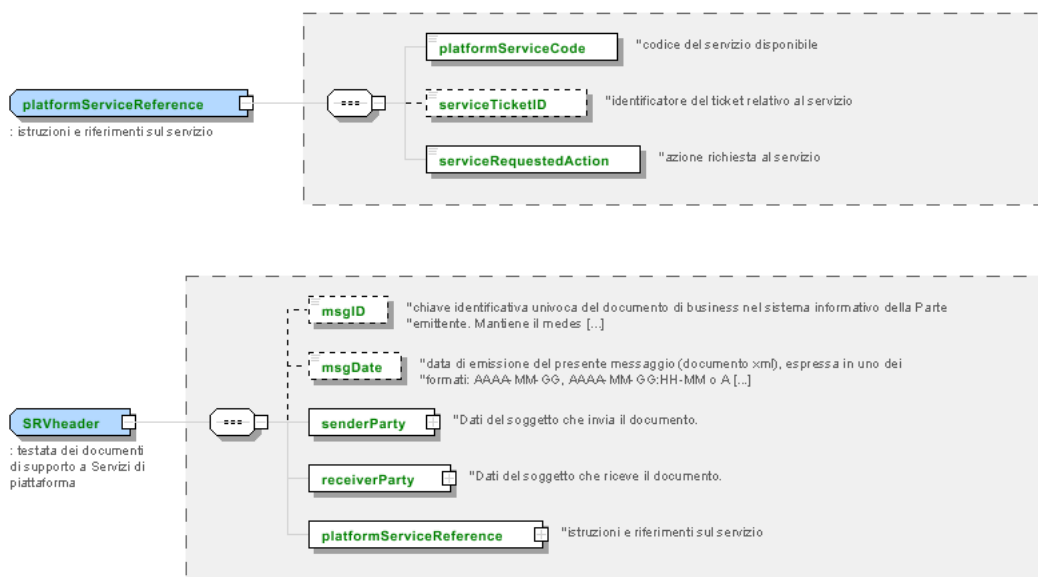 platformServiceCode
"codice del servizio disponibile
platformServiceReference
: istruzioni e riferimenti sul servizio
serviceTicketID
"identificatore del ticket relativo al servizio
serviceRequestedAction
"azione richiesta al servizio
msgID
"chiave identificativa univoca del documento di business nel sistema informativo della Parte
"emittente. Mantiene il medes [...]
msgDate
"data di emissione del presente messaggio (documento xml), espressa in uno dei
"formati: AAAA-MM-GG, AAAA-MM-GG:HH-MM o A [...]
SRVheader
: testata dei documenti
di supporto a Servizi di
piattaforma
senderParty
"Dati del soggetto che invia il documento.
receiverParty
"Dati del soggetto che riceve il documento.
platformServiceReference
"istruzioni e riferimenti sul servizio